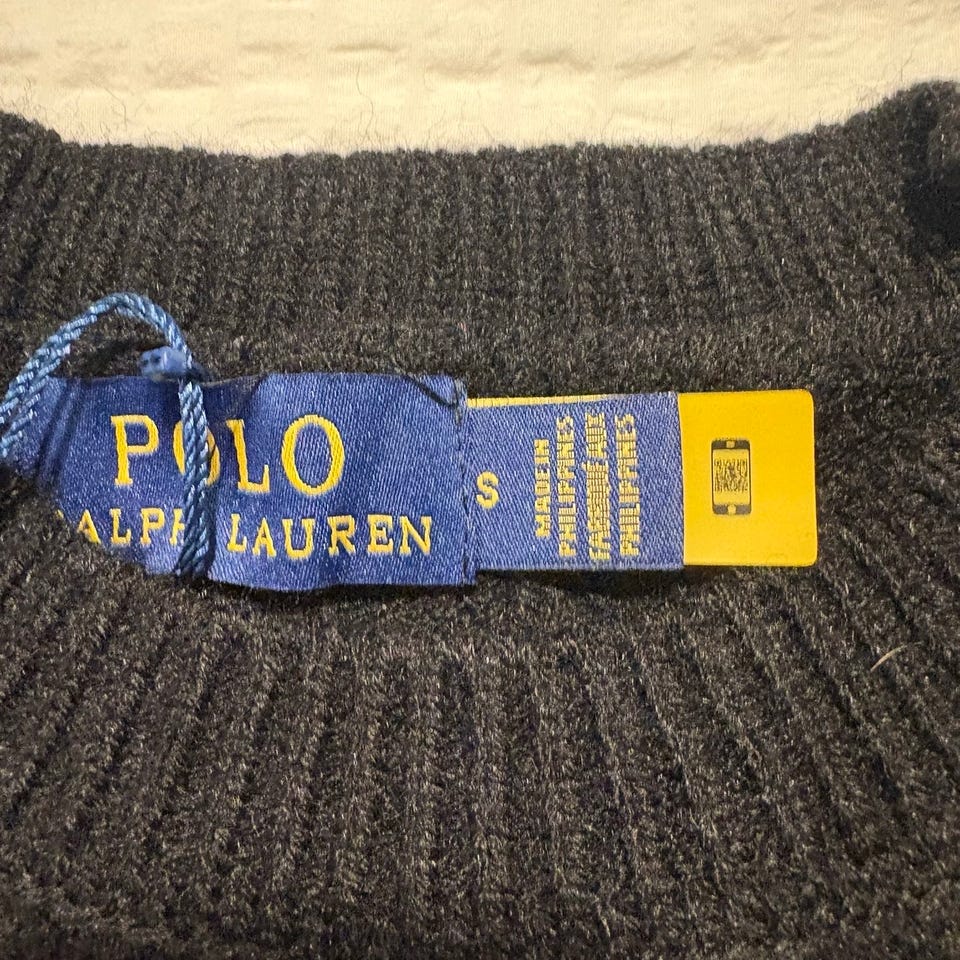 POLO
RALPH LAUREN
S
MADE IN
PHILIPPINES
FABRIQUÉ AUX
PHILIPPINES